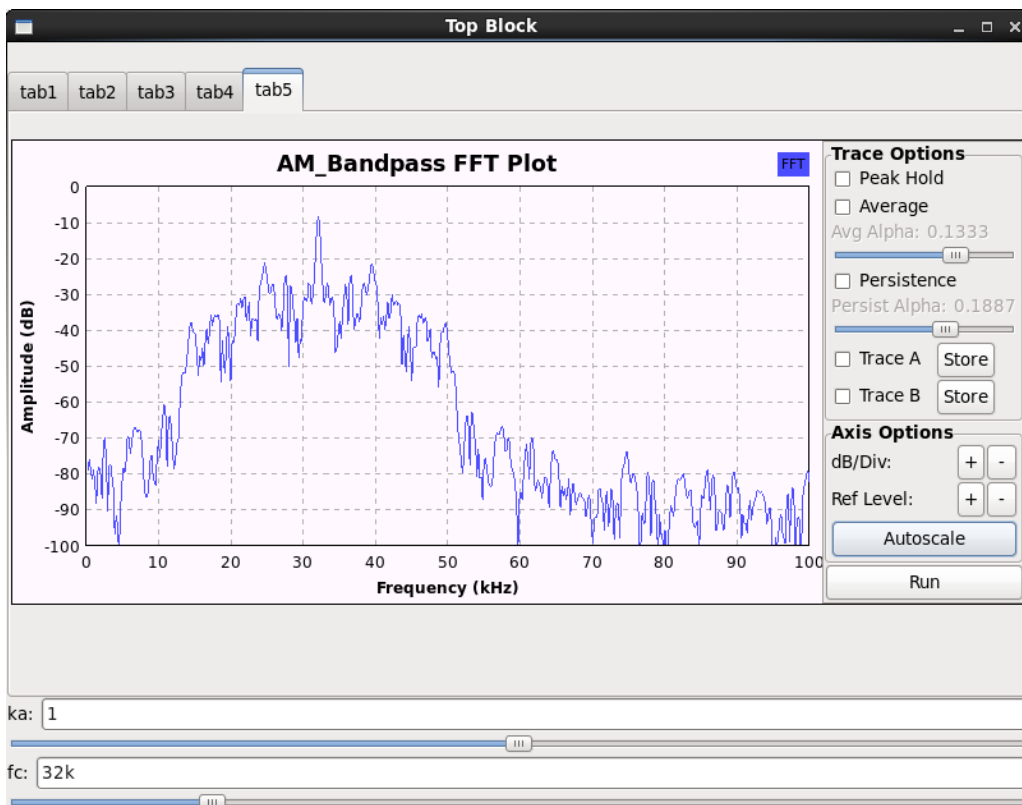 Top Block
tab1 tab2 tab3 tab4 tab5
AM_Bandpass FFT Plot
FFT
Amplitude (dB)
0
-10
-20
-30
-40
-50
-60
-70
-80
-90
-100
0 10 20 30 40 50 60 70 80 90 100
Frequency (kHz)
Trace Options
Peak Hold
Average
Avg Alpha: 0.1333
Persistence
Persist Alpha: 0.1887
Trace A Store
Trace B Store
Axis Options
dB/Div: + -
Ref Level: + -
Autoscale
Run
ka: 1
fc: 32k